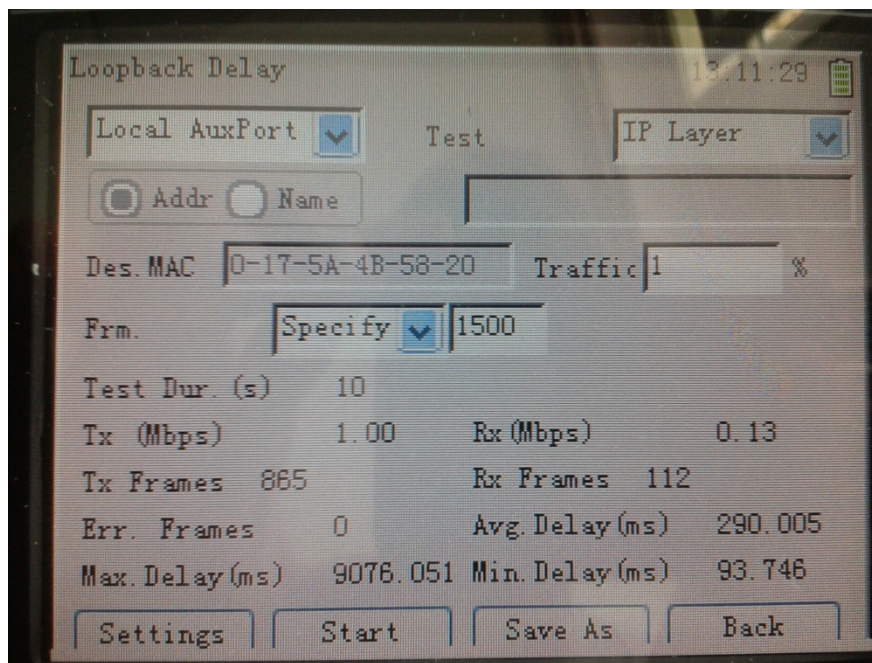 Loopback Delay 13:11:29
Local AuxPort Test IP Layer
Addr Name
Des.MAC 0-17-5A-4B-58-20 Traffic 1 %
Frm. Specify 1500
Test Dur.(s) 10
Tx (Mbps) 1.00 Rx(Mbps) 0.13
Tx Frames 865 Rx Frames 112
Err. Frames 0 Avg.Delay(ms) 290.005
Max.Delay(ms) 9076.051 Min.Delay(ms) 93.746
Settings Start Save As Back